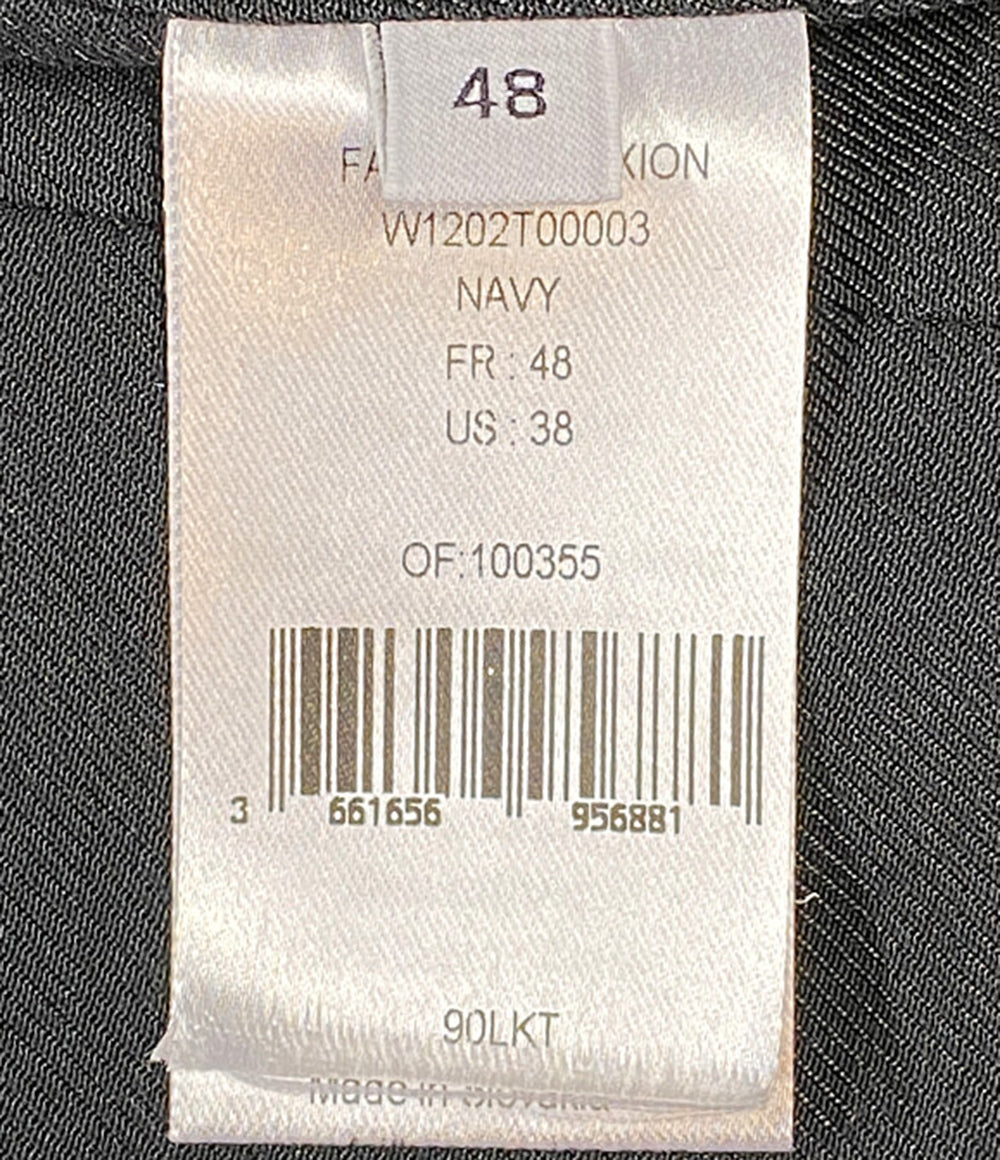 48
W1202T00003
NAVY
FR : 48
US : 38
OF:100355
3 661656 956881
90LKT
Made in Slovakia